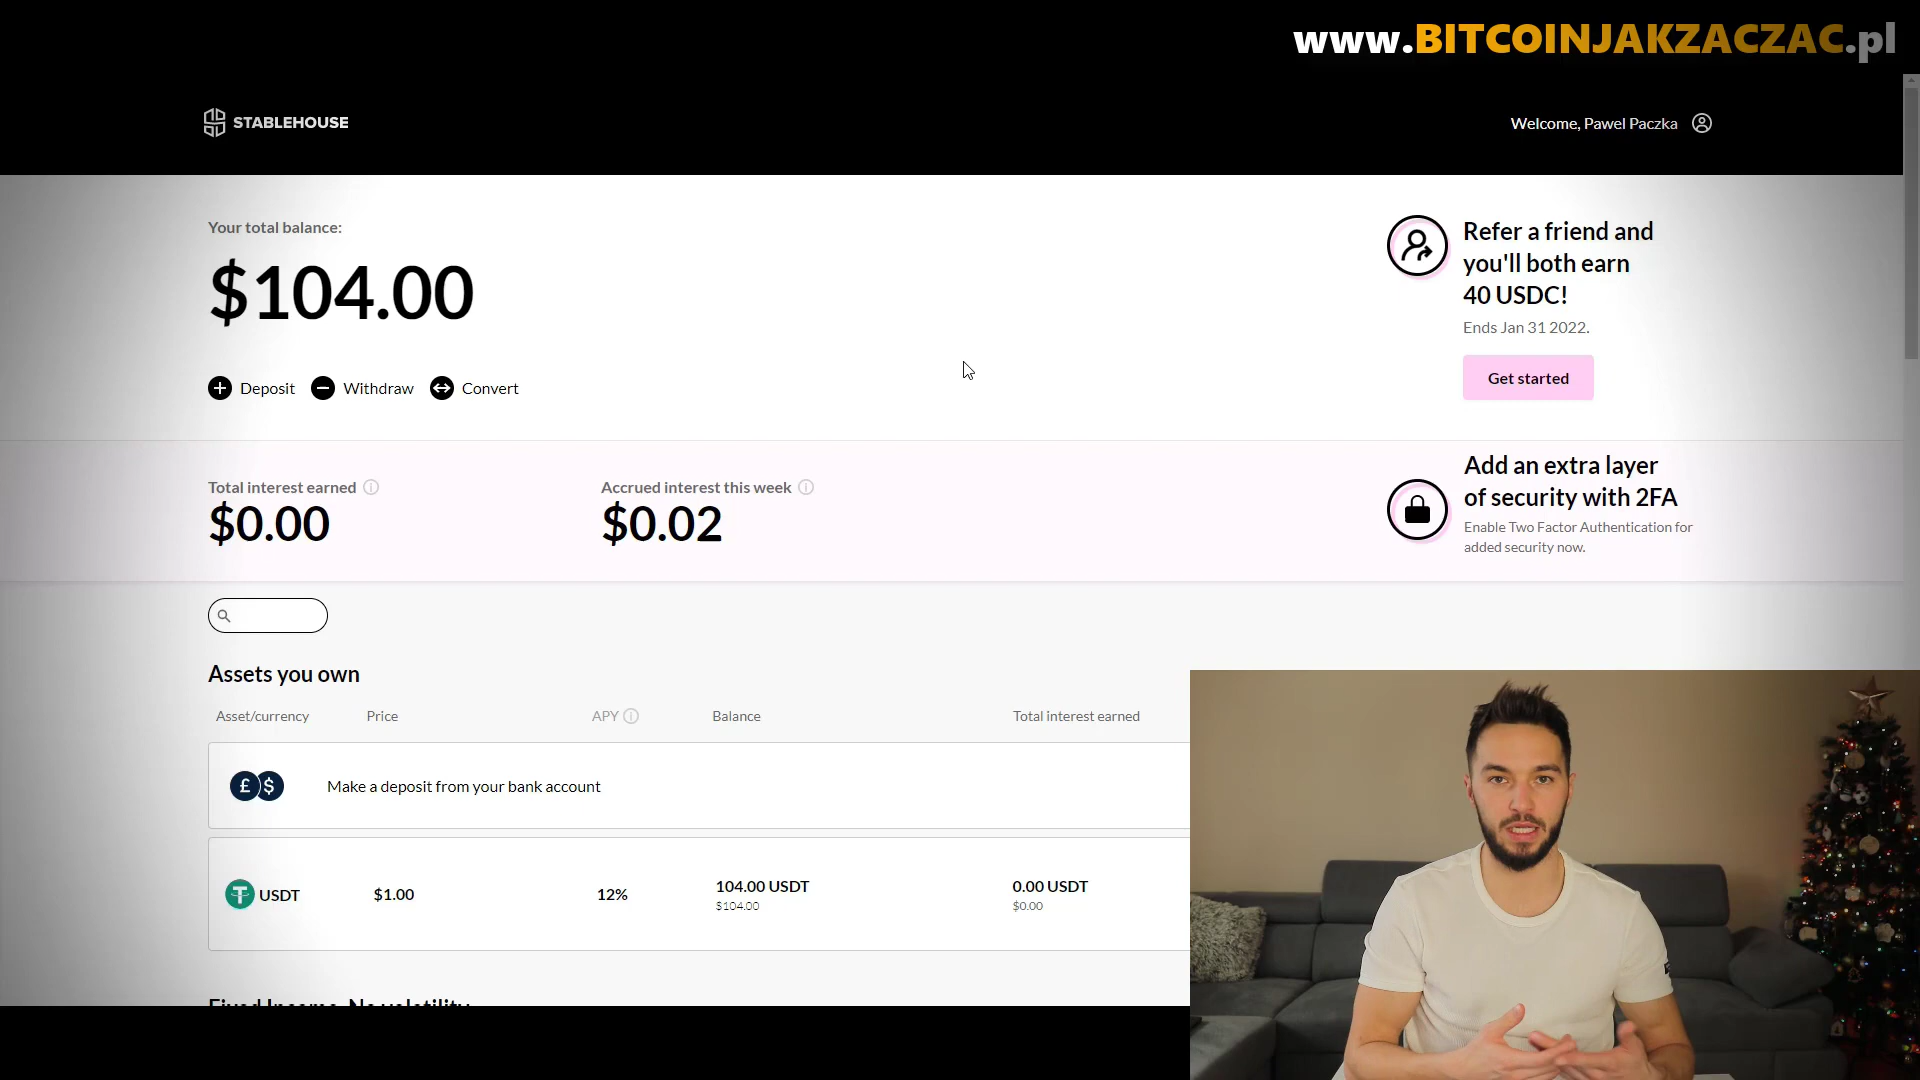 www.BITCOINJAKZACZAC.pl
STABLEHOUSE
Welcome, Pawel Paczka
Your total balance:
$104.00
Deposit
Withdraw
Convert
Refer a friend and
you'll both earn
40 USDC!
Ends Jan 31 2022.
Get started
Total interest earned
$0.00
Accrued interest this week
$0.02
Add an extra layer
of security with 2FA
Enable Two Factor Authentication for
added security now.
Assets you own
Asset/currency Price APY Balance Total interest earned
£ $ Make a deposit from your bank account
USDT $1.00 12% 104.00 USDT 0.00 USDT
$104.00 $0.00
Fixed Income. No volatility